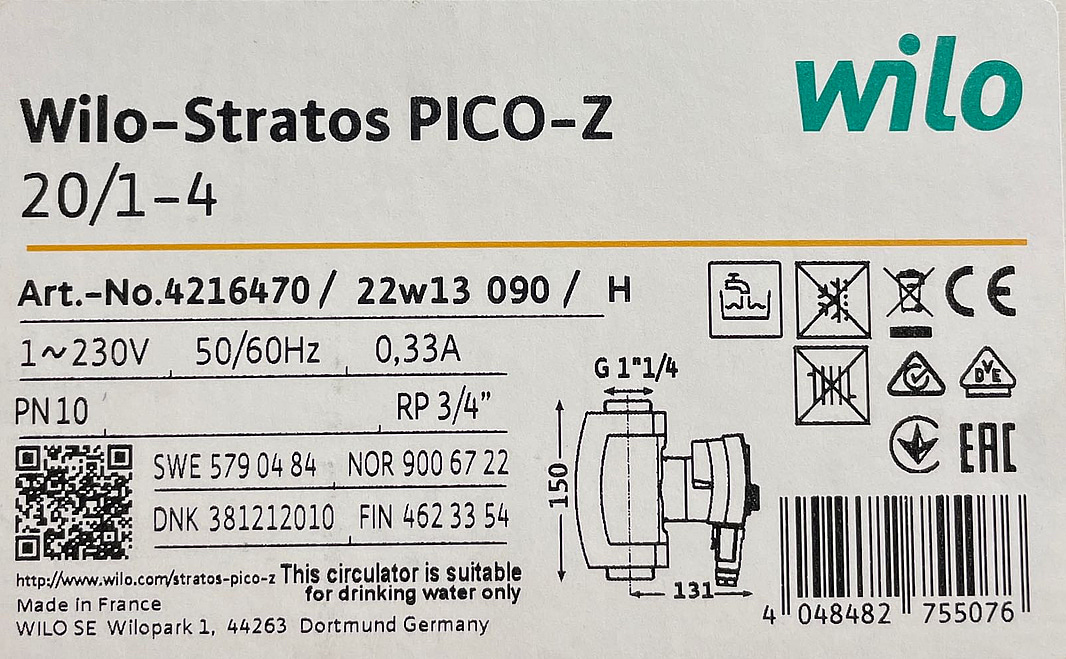 wilo
Wilo-Stratos PICO-Z
20/1-4
Art.-No.4216470 / 22w13 090 / H
1~230V 50/60Hz 0,33A
PN10 RP 3/4”
SWE 579 04 84 NOR 900 67 22
DNK 381212010 FIN 462 33 54
http://www.wilo.com/stratos-pico-z This circulator is suitable
for drinking water only
Made in France
WILO SE Wilopark 1, 44263 Dortmund Germany
G 1"1/4
150
131
CE
DVE
EAC
4 048482 755076